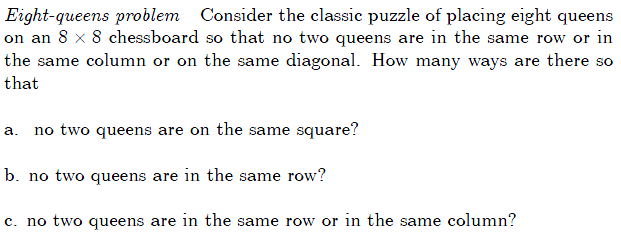 Eight-queens problem Consider the classic puzzle of placing eight queens
on an 8 × 8 chessboard so that no two queens are in the same row or in
the same column or on the same diagonal. How many ways are there so
that
a. no two queens are on the same square?
b. no two queens are in the same row?
c. no two queens are in the same row or in the same column?